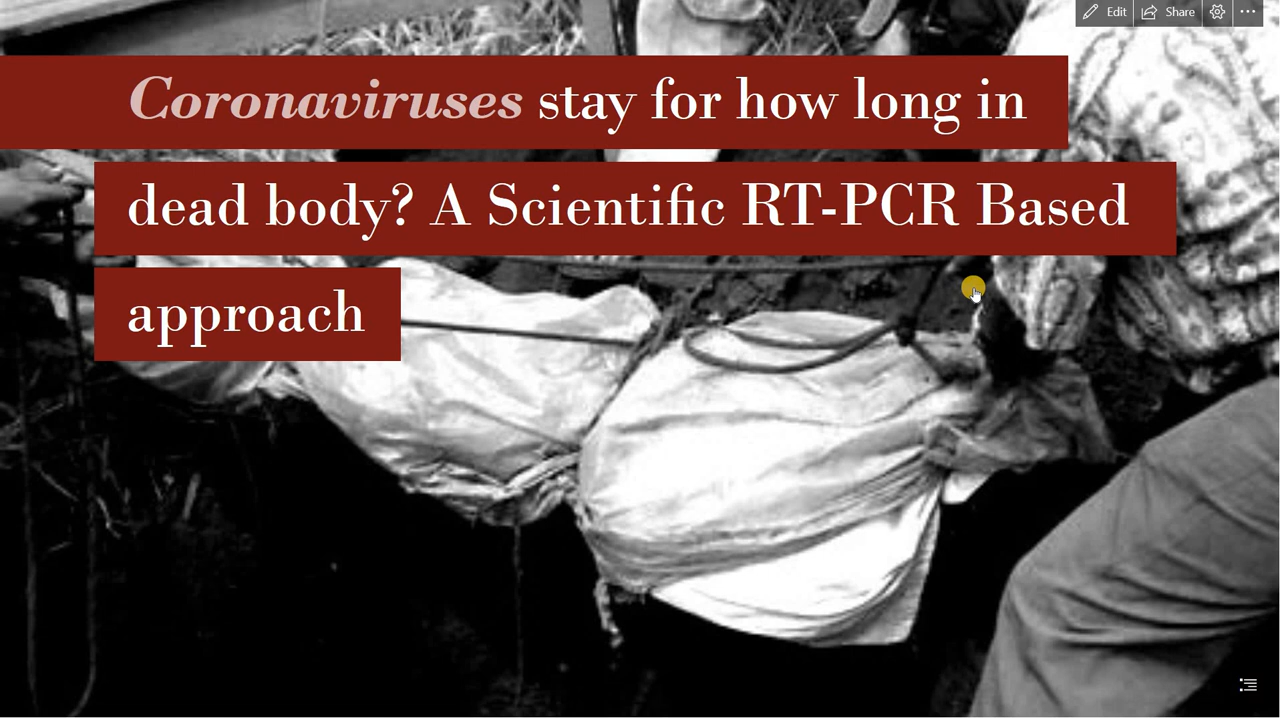 Edit Share
Coronaviruses stay for how long in
dead body? A Scientific RT-PCR Based
approach